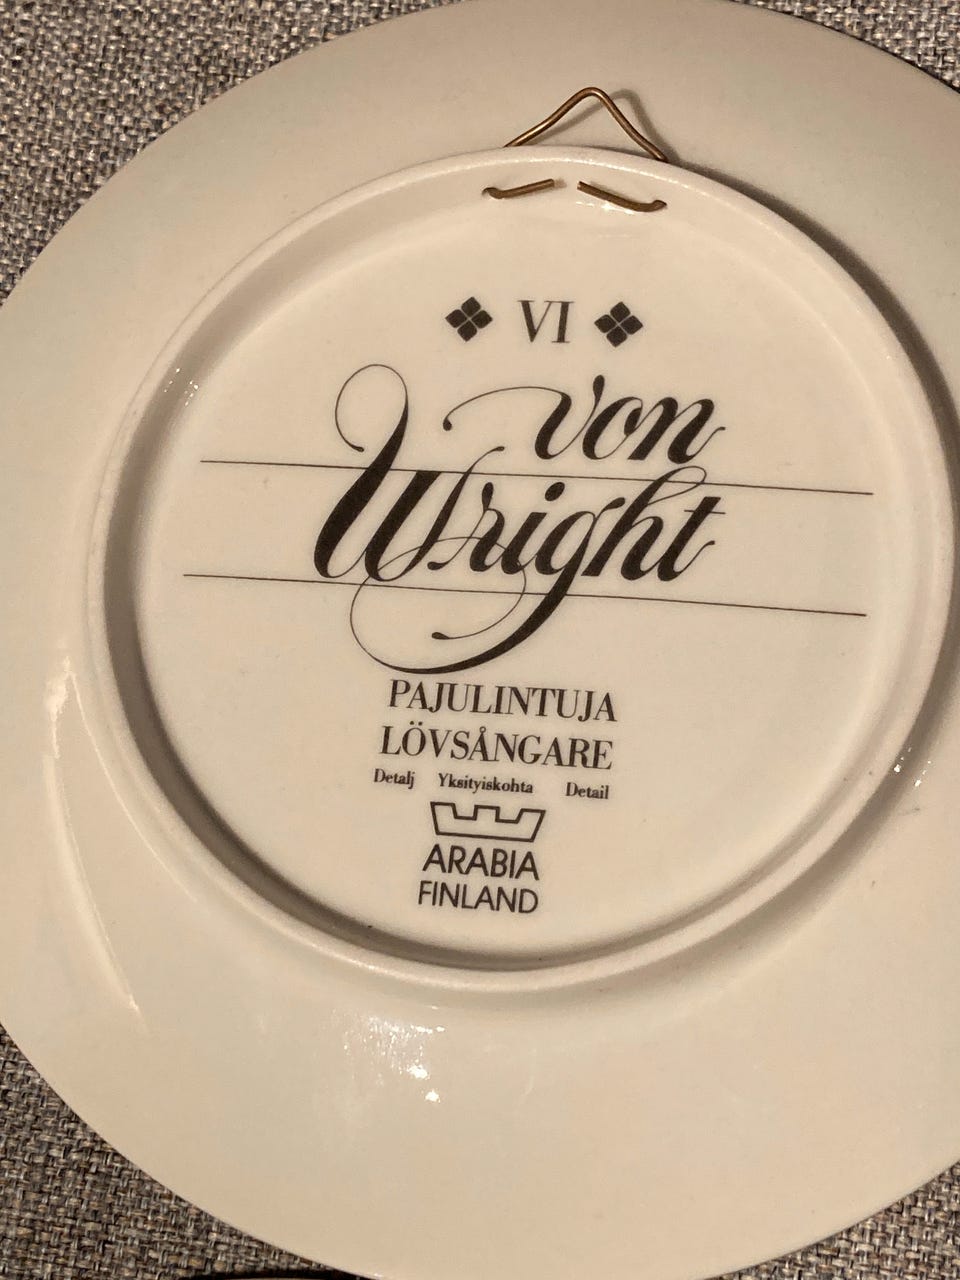 VI
von
Wright
PAJULINTUJA
LÖVSÅNGARE
Detalj Yksityiskohta Detail
ARABIA
FINLAND